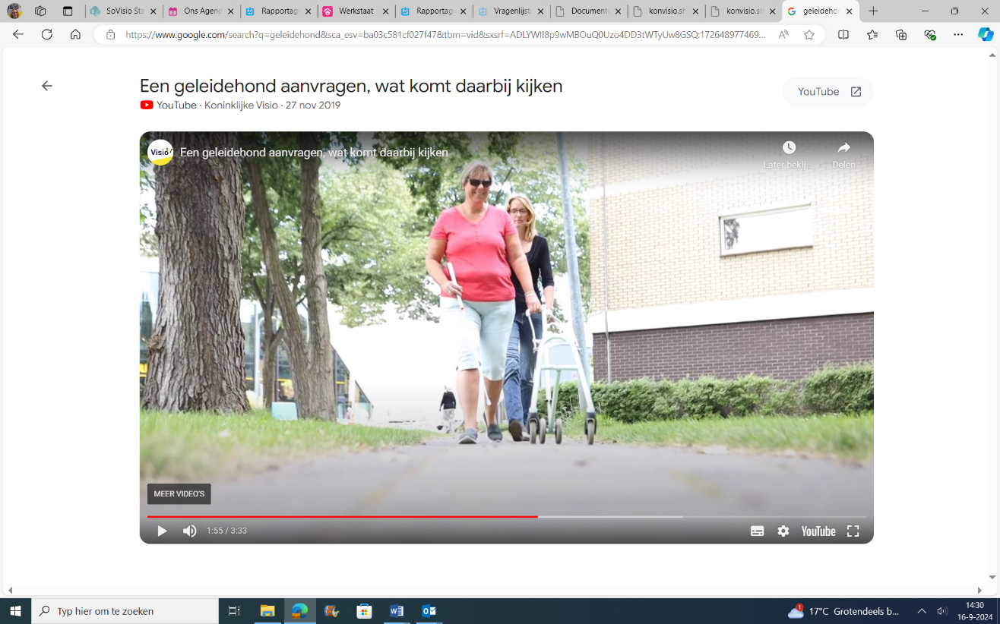 SoVisio Sta
Ons Agend
Rapportag
Werkstaat
Rapportag
Vragenlijst
Document
konvisio.sh
konvisio.sh
geleidehon
https://www.google.com/search?q=geleidehond&sca_esv=ba03c581cf027f47&tbm=vid&sxsrf=ADLYWIl8p9wMBOuQ0Uzo4DD3tWTyUw8GSQ:172648977469...
Een geleidehond aanvragen, wat komt daarbij kijken
YouTube · Koninklijke Visio · 27 nov 2019
YouTube
Visio
Een geleidehond aanvragen, wat komt daarbij kijken
Later bekij
Delen
MEER VIDEO'S
1:55 / 3:33
YouTube
Typ hier om te zoeken
1
17°C Grotendeels b...
14:30
16-9-2024